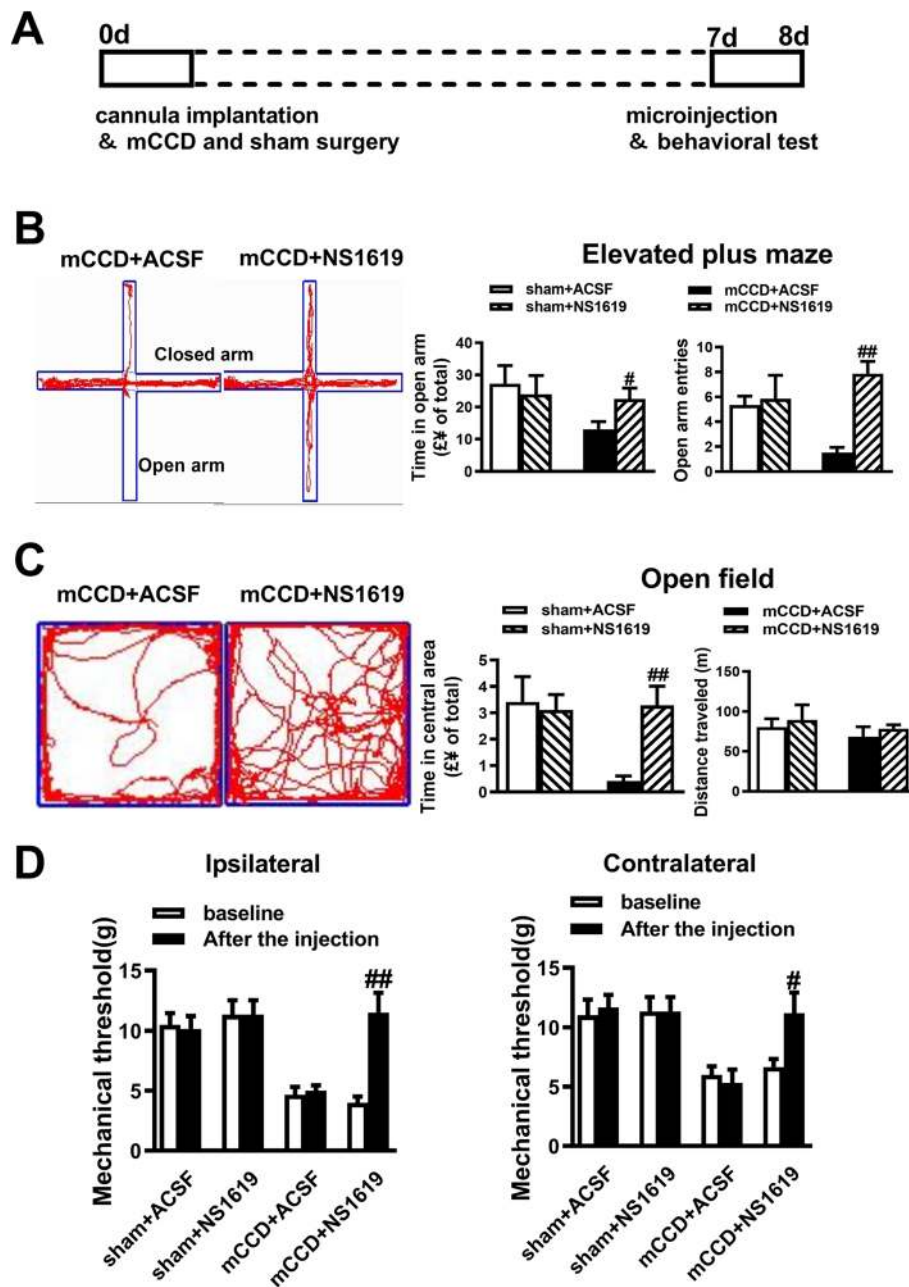 A
0d
7d
8d
cannula implantation
& mCCD and sham surgery
microinjection
& behavioral test
B
mCCD+ACSF
mCCD+NS1619
Closed arm
Open arm
Elevated plus maze
sham+ACSF
sham+NS1619
mCCD+ACSF
mCCD+NS1619
Time in open arm
(£¥ of total)
40
30
20
10
0
#
Open arm entries
10
8
6
4
2
0
##
C
mCCD+ACSF
mCCD+NS1619
Open field
sham+ACSF
sham+NS1619
mCCD+ACSF
mCCD+NS1619
Time in central area
(£¥ of total)
5
4
3
2
1
0
##
Distance traveled (m)
150
100
50
0
D
Ipsilateral
baseline
After the injection
Mechanical threshold(g)
15
10
5
0
##
sham+ACSF
sham+NS1619
mCCD+ACSF
mCCD+NS1619
Contralateral
baseline
After the injection
Mechanical threshold(g)
15
10
5
0
#
sham+ACSF
sham+NS1619
mCCD+ACSF
mCCD+NS1619